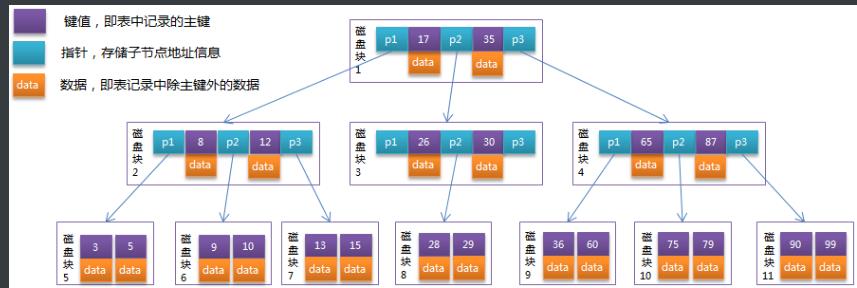 键值，即表中记录的主键
指针，存储子节点地址信息
data 数据，即表记录中除主键外的数据
磁盘块1 p1 17 p2 35 p3
data data
磁盘块2 p1 8 p2 12 p3
data data
磁盘块3 p1 26 p2 30 p3
data data
磁盘块4 p1 65 p2 87 p3
data data
磁盘块5 3 5
data data
磁盘块6 9 10
data data
磁盘块7 13 15
data data
磁盘块8 28 29
data data
磁盘块9 36 60
data data
磁盘块10 75 79
data data
磁盘块11 90 99
data data